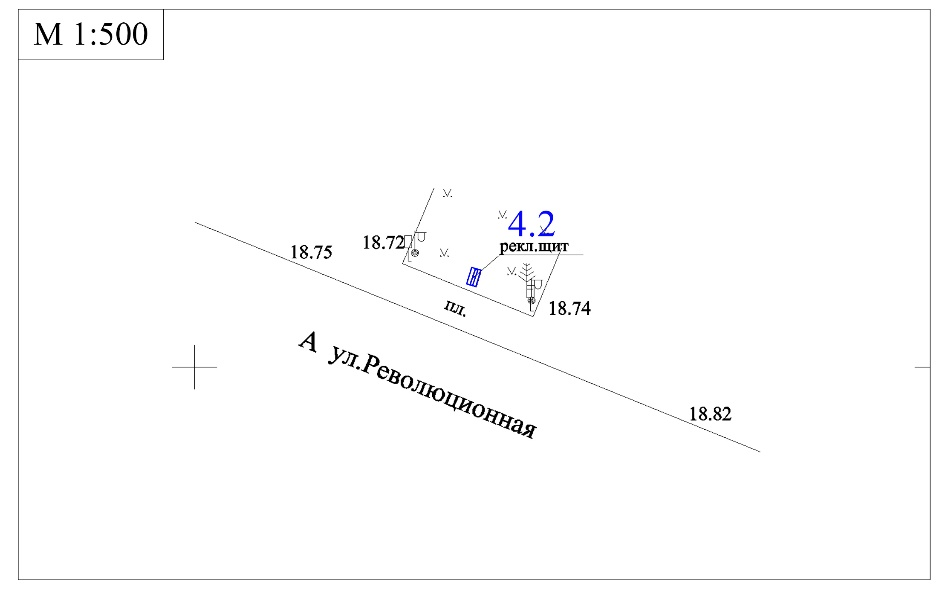 М 1:500
4.2
18.72
рекл.щит
18.75
пл.
18.74
А ул.Революционная
18.82